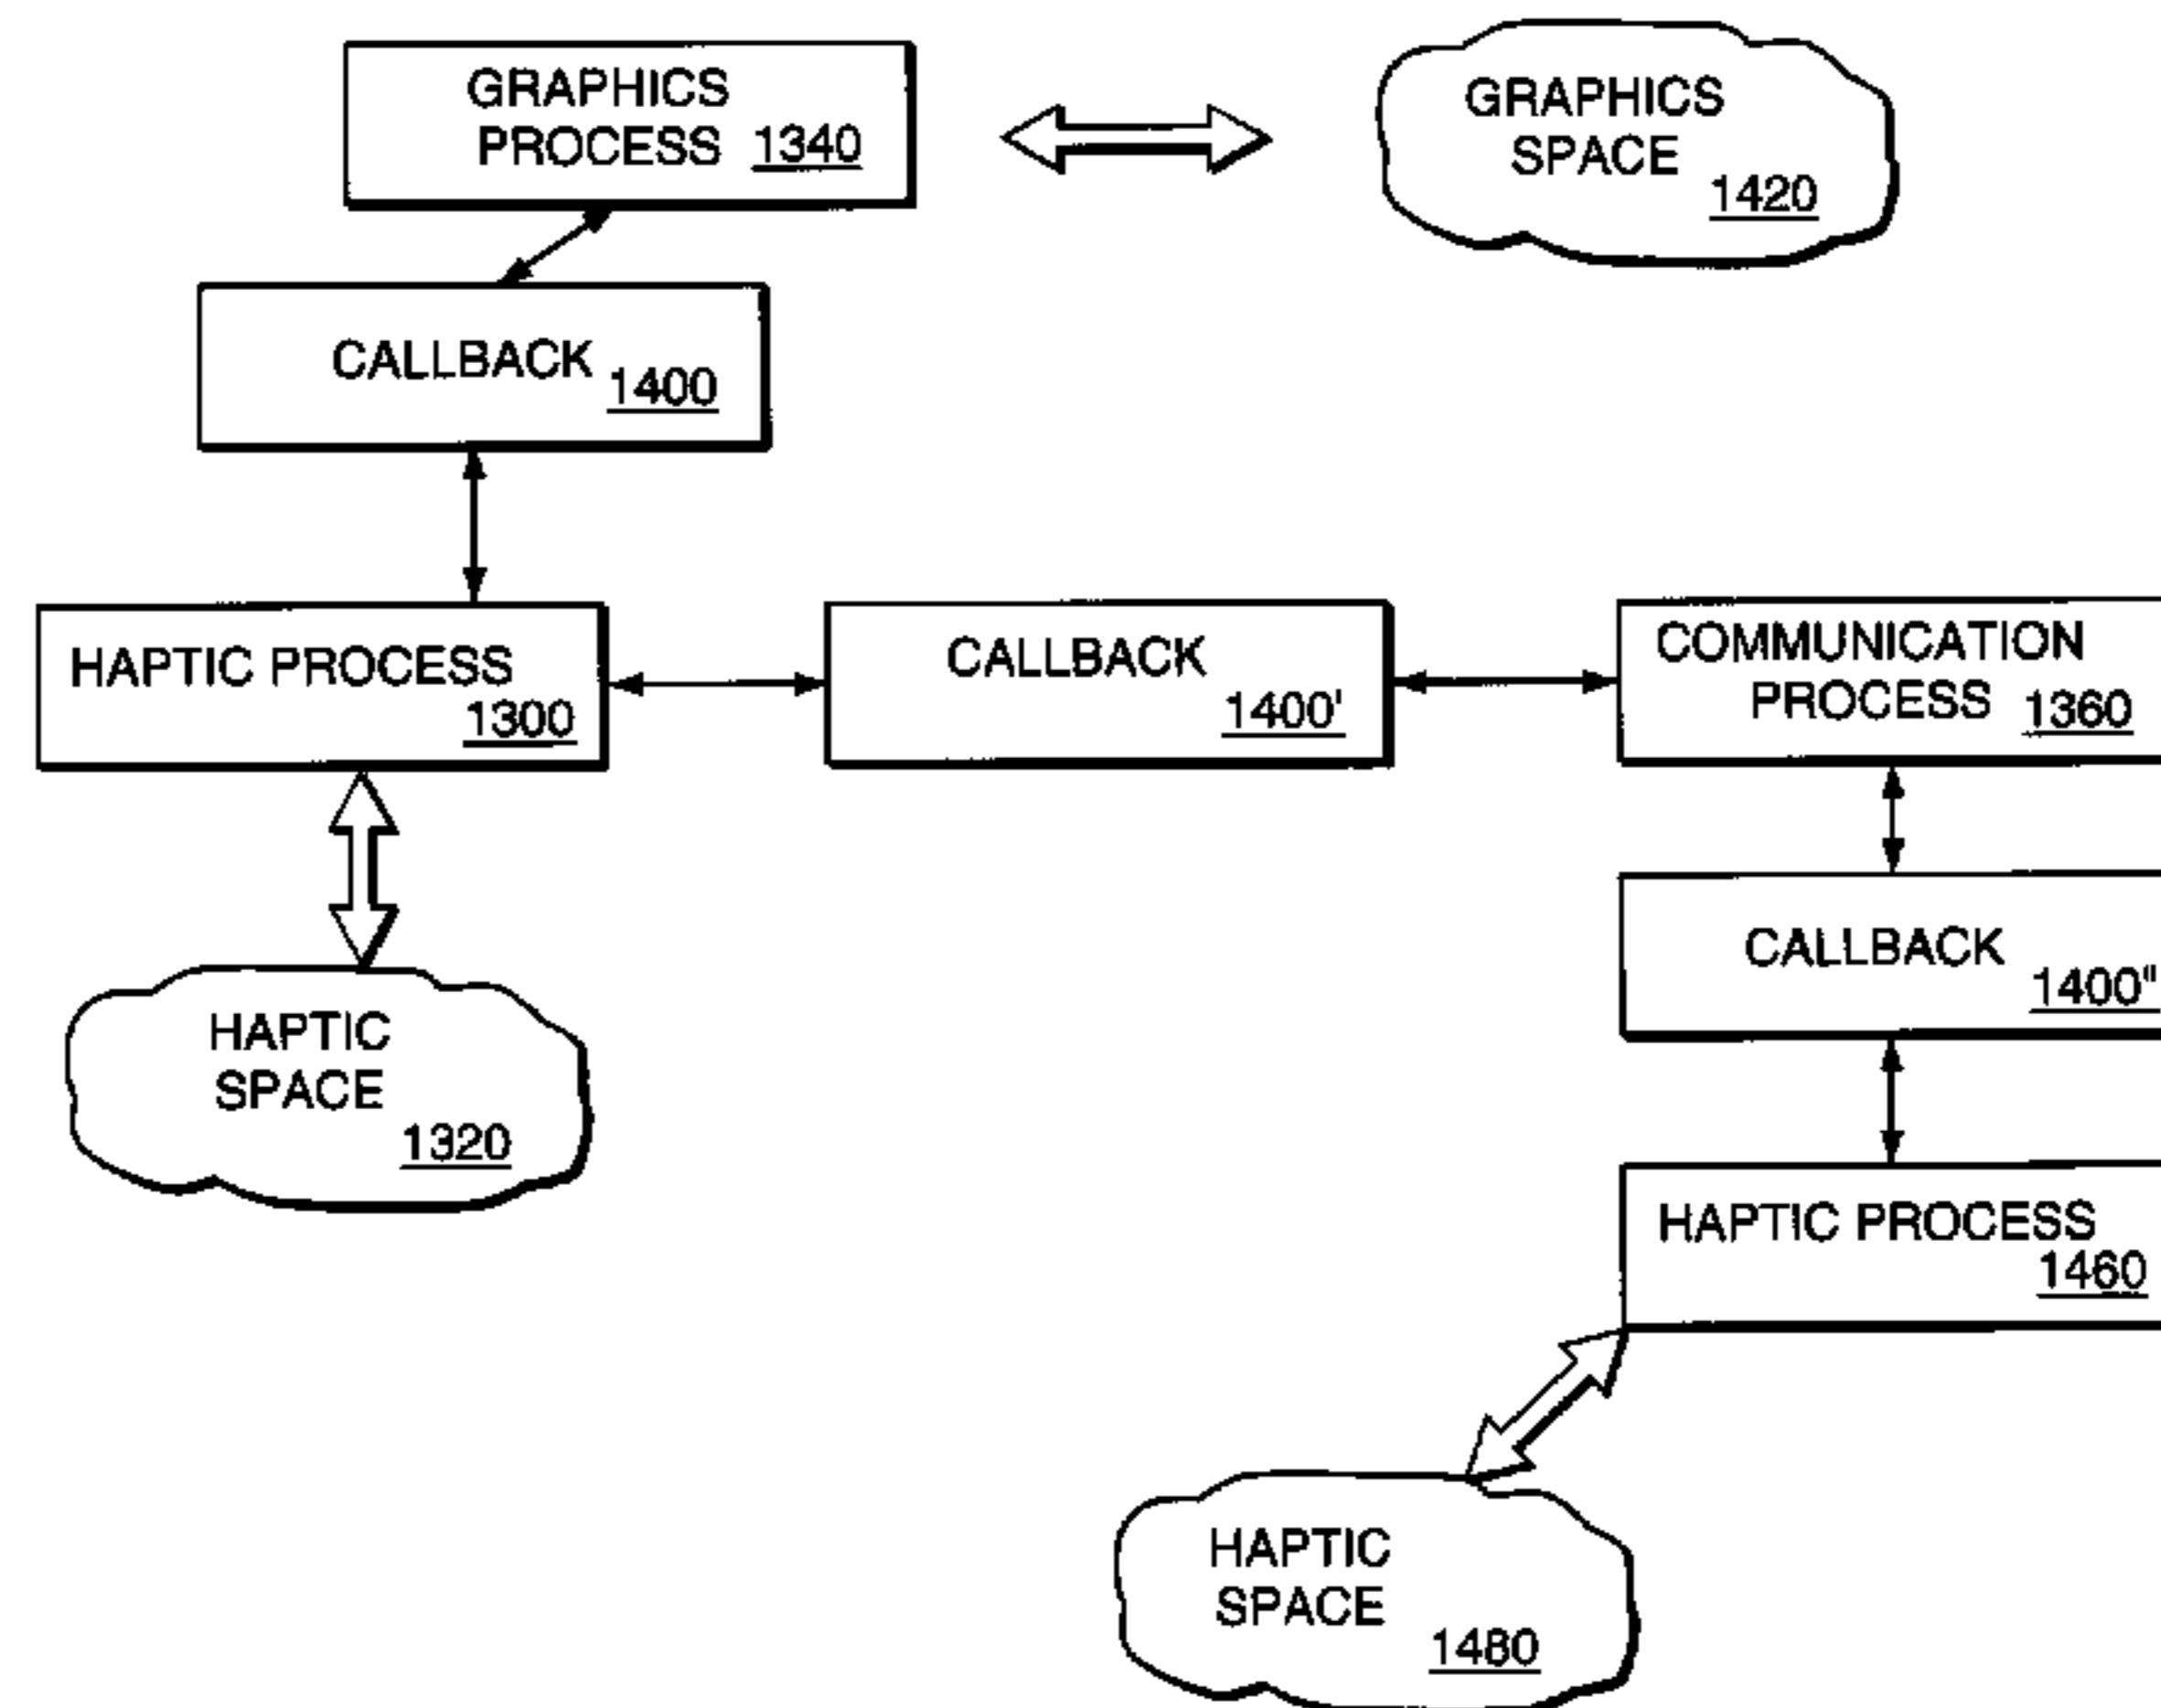 GRAPHICS
PROCESS 1340
GRAPHICS
SPACE
1420
CALLBACK
1400
HAPTIC PROCESS
1300
CALLBACK
1400'
COMMUNICATION
PROCESS 1360
CALLBACK
1400"
HAPTIC
SPACE
1320
HAPTIC PROCESS
1460
HAPTIC
SPACE
1480